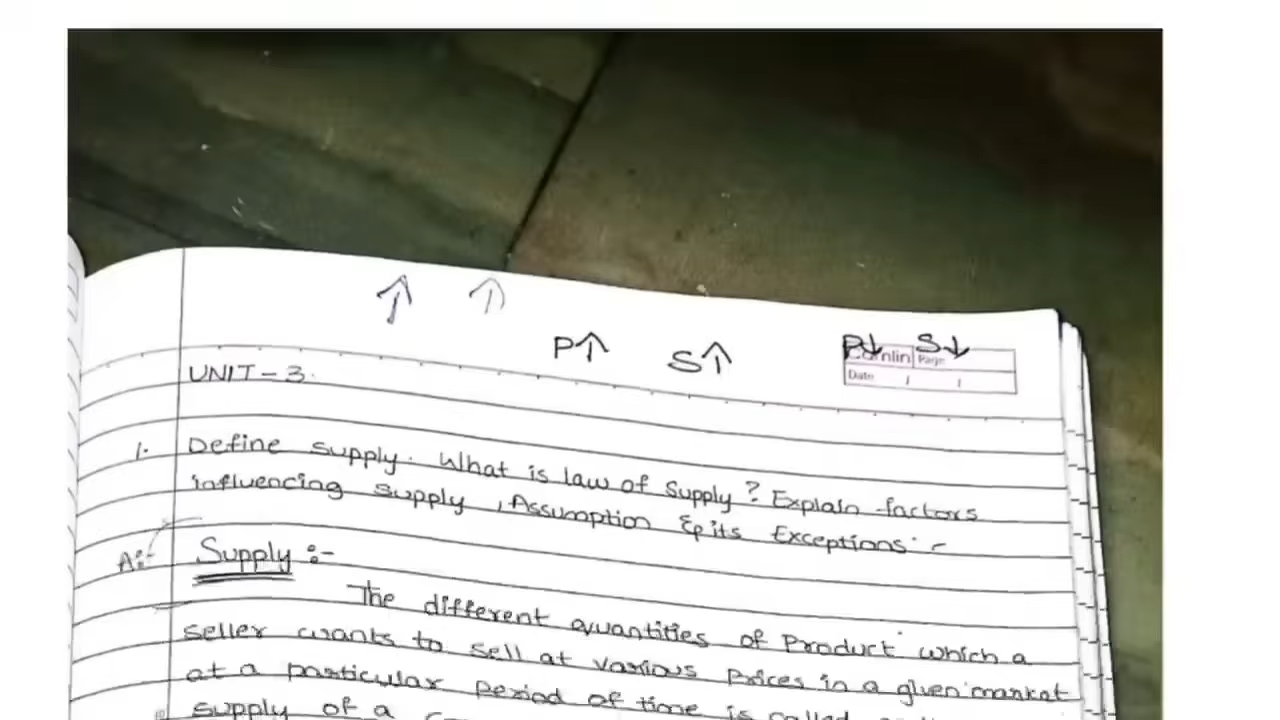 ↑ ↑
P↑ S↑ P↓ S↓
Camlin Page
Date / /
UNIT - 3.
1. Define supply. What is law of Supply? Explain factors
influencing supply, Assumption & its Exceptions.
A:- Supply :-
The different quantities of Product which a
seller wants to sell at various prices in a given market
at a particular period of time is called
supply of a